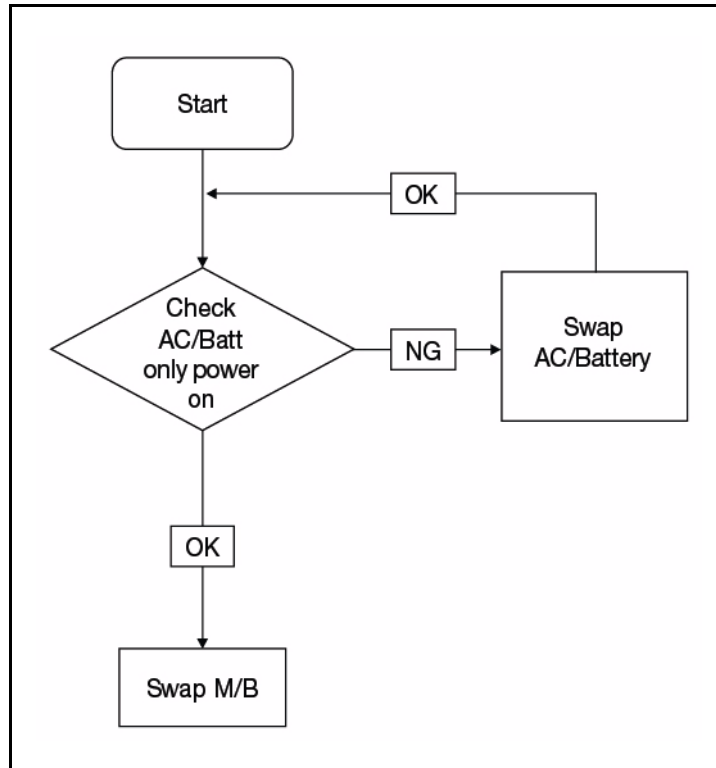 Start
OK
Check
AC/Batt
only power
on
NG
Swap
AC/Battery
OK
Swap M/B